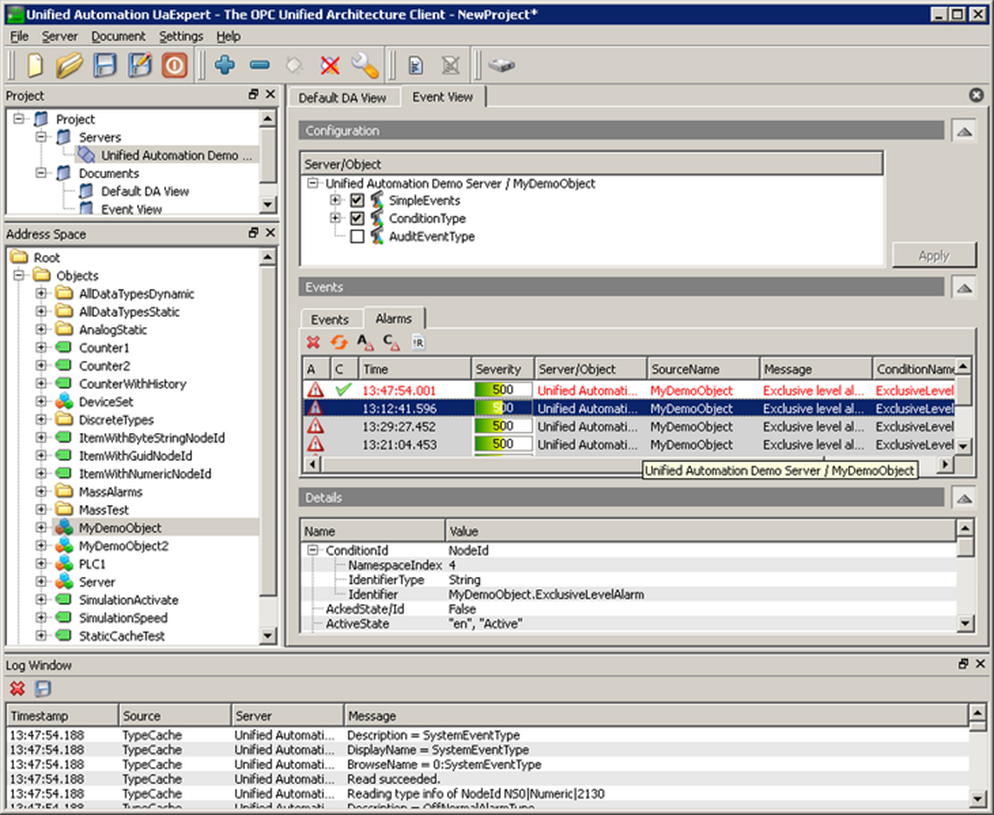 Unified Automation UaExpert - The OPC Unified Architecture Client - NewProject*
File Server Document Settings Help
Project
Project
Servers
Unified Automation Demo ...
Documents
Default DA View
Event View
Address Space
Root
Objects
AllDataTypesDynamic
AllDataTypesStatic
AnalogStatic
Counter1
Counter2
CounterWithHistory
DeviceSet
DiscreteTypes
ItemWithByteStringNodeId
ItemWithGuidNodeId
ItemWithNumericNodeId
MassAlarms
MassTest
MyDemoObject
MyDemoObject2
PLC1
Server
SimulationActivate
SimulationSpeed
StaticCacheTest
Default DA View Event View
Configuration
Server/Object
Unified Automation Demo Server / MyDemoObject
SimpleEvents
ConditionType
AuditEventType
Apply
Events
Events Alarms
A C !R
A C Time Severity Server/Object SourceName Message ConditionName
13:47:54.001 500 Unified Automati... MyDemoObject Exclusive level al... ExclusiveLevel
13:12:41.596 500 Unified Automati... MyDemoObject Exclusive level al... ExclusiveLevel
13:29:27.452 500 Unified Automati... MyDemoObject Exclusive level al... ExclusiveLevel
13:21:04.453 500 Unified Automati... MyDemoObject Exclusive level al... ExclusiveLevel
Unified Automation Demo Server / MyDemoObject
Details
Name Value
ConditionId NodeId
NamespaceIndex 4
IdentifierType String
Identifier MyDemoObject.ExclusiveLevelAlarm
AckedState/Id False
ActiveState "en", "Active"
Log Window
Timestamp Source Server Message
13:47:54.188 TypeCache Unified Automati... Description = SystemEventType
13:47:54.188 TypeCache Unified Automati... DisplayName = SystemEventType
13:47:54.188 TypeCache Unified Automati... BrowseName = 0:SystemEventType
13:47:54.188 TypeCache Unified Automati... Read succeeded.
13:47:54.188 TypeCache Unified Automati... Reading type info of NodeId NS0|Numeric|2130
13:47:54.188 TypeCache Unified Automati... Description = OffNormalAlarmType